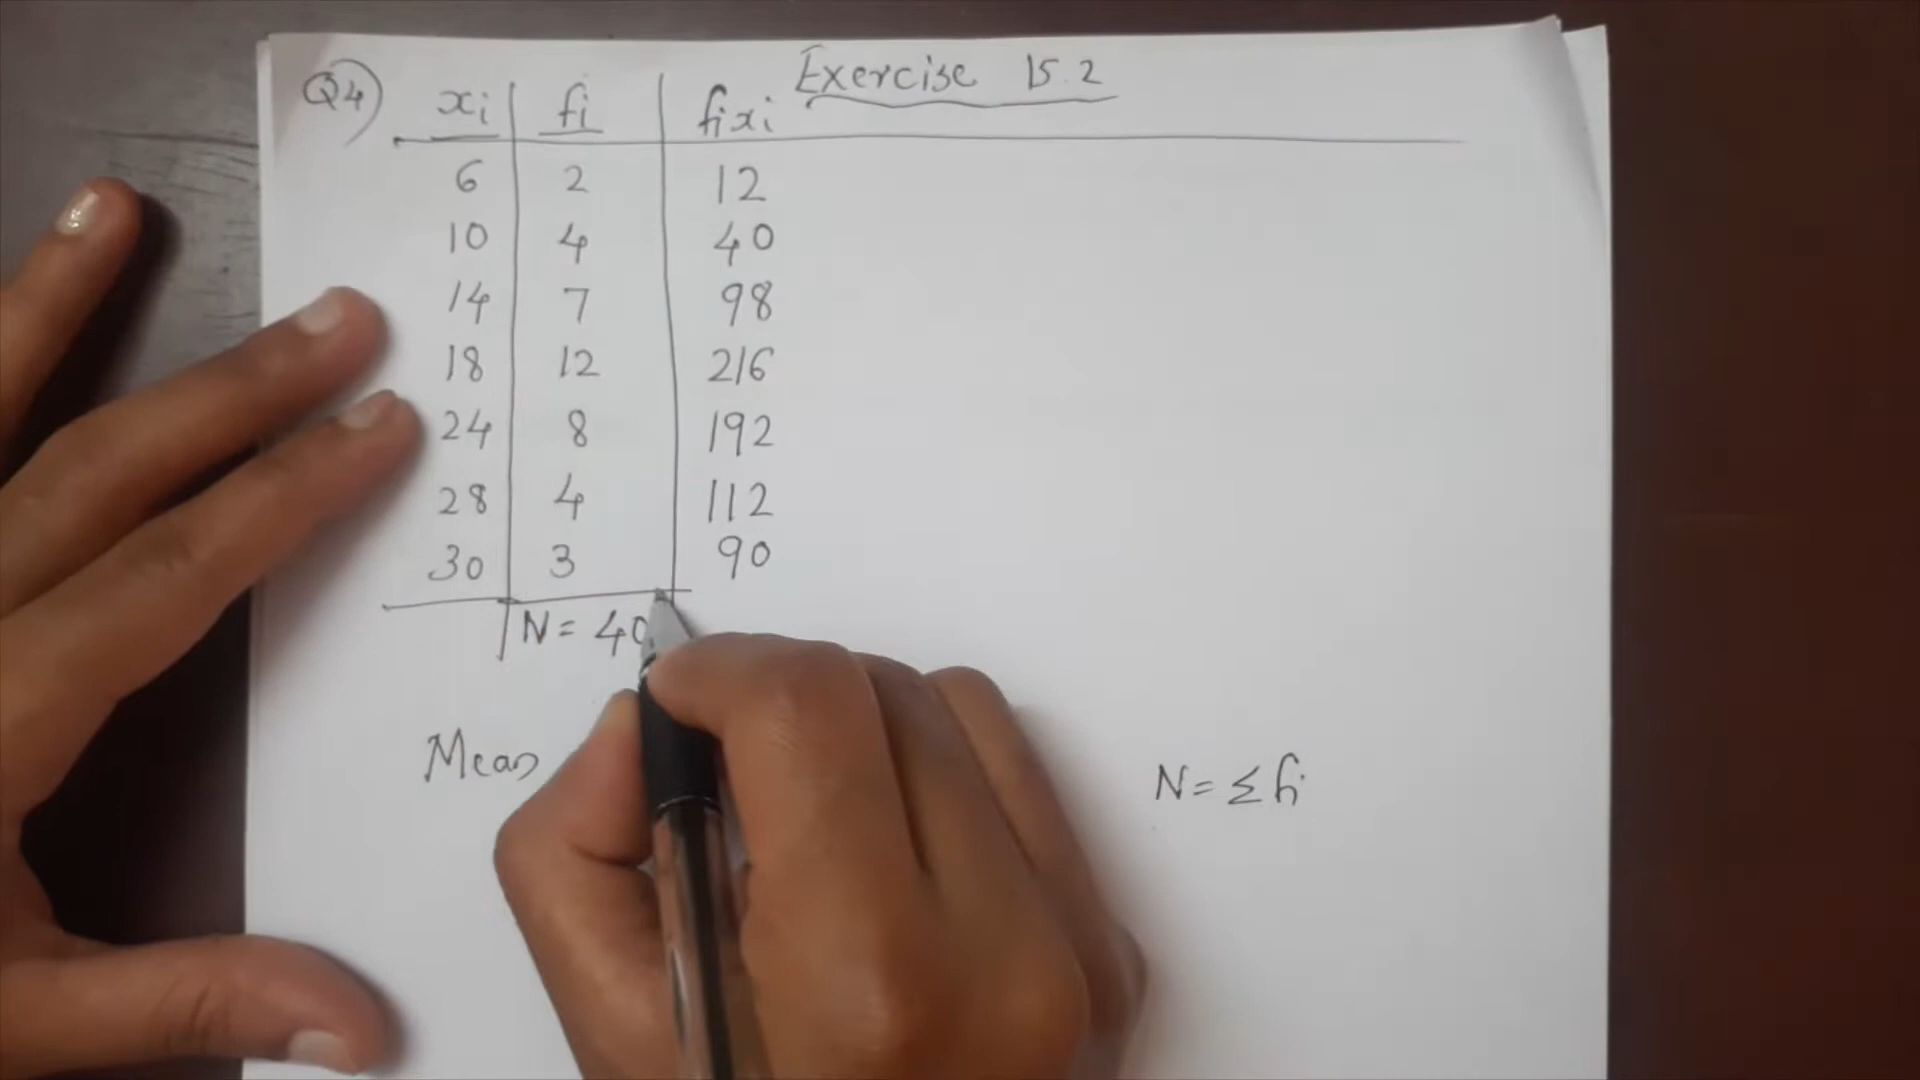 Exercise 15.2
Q4) xi fi fixi
6 2 12
10 4 40
14 7 98
18 12 216
24 8 192
28 4 112
30 3 90
N = 40
Mean
N = Σfi